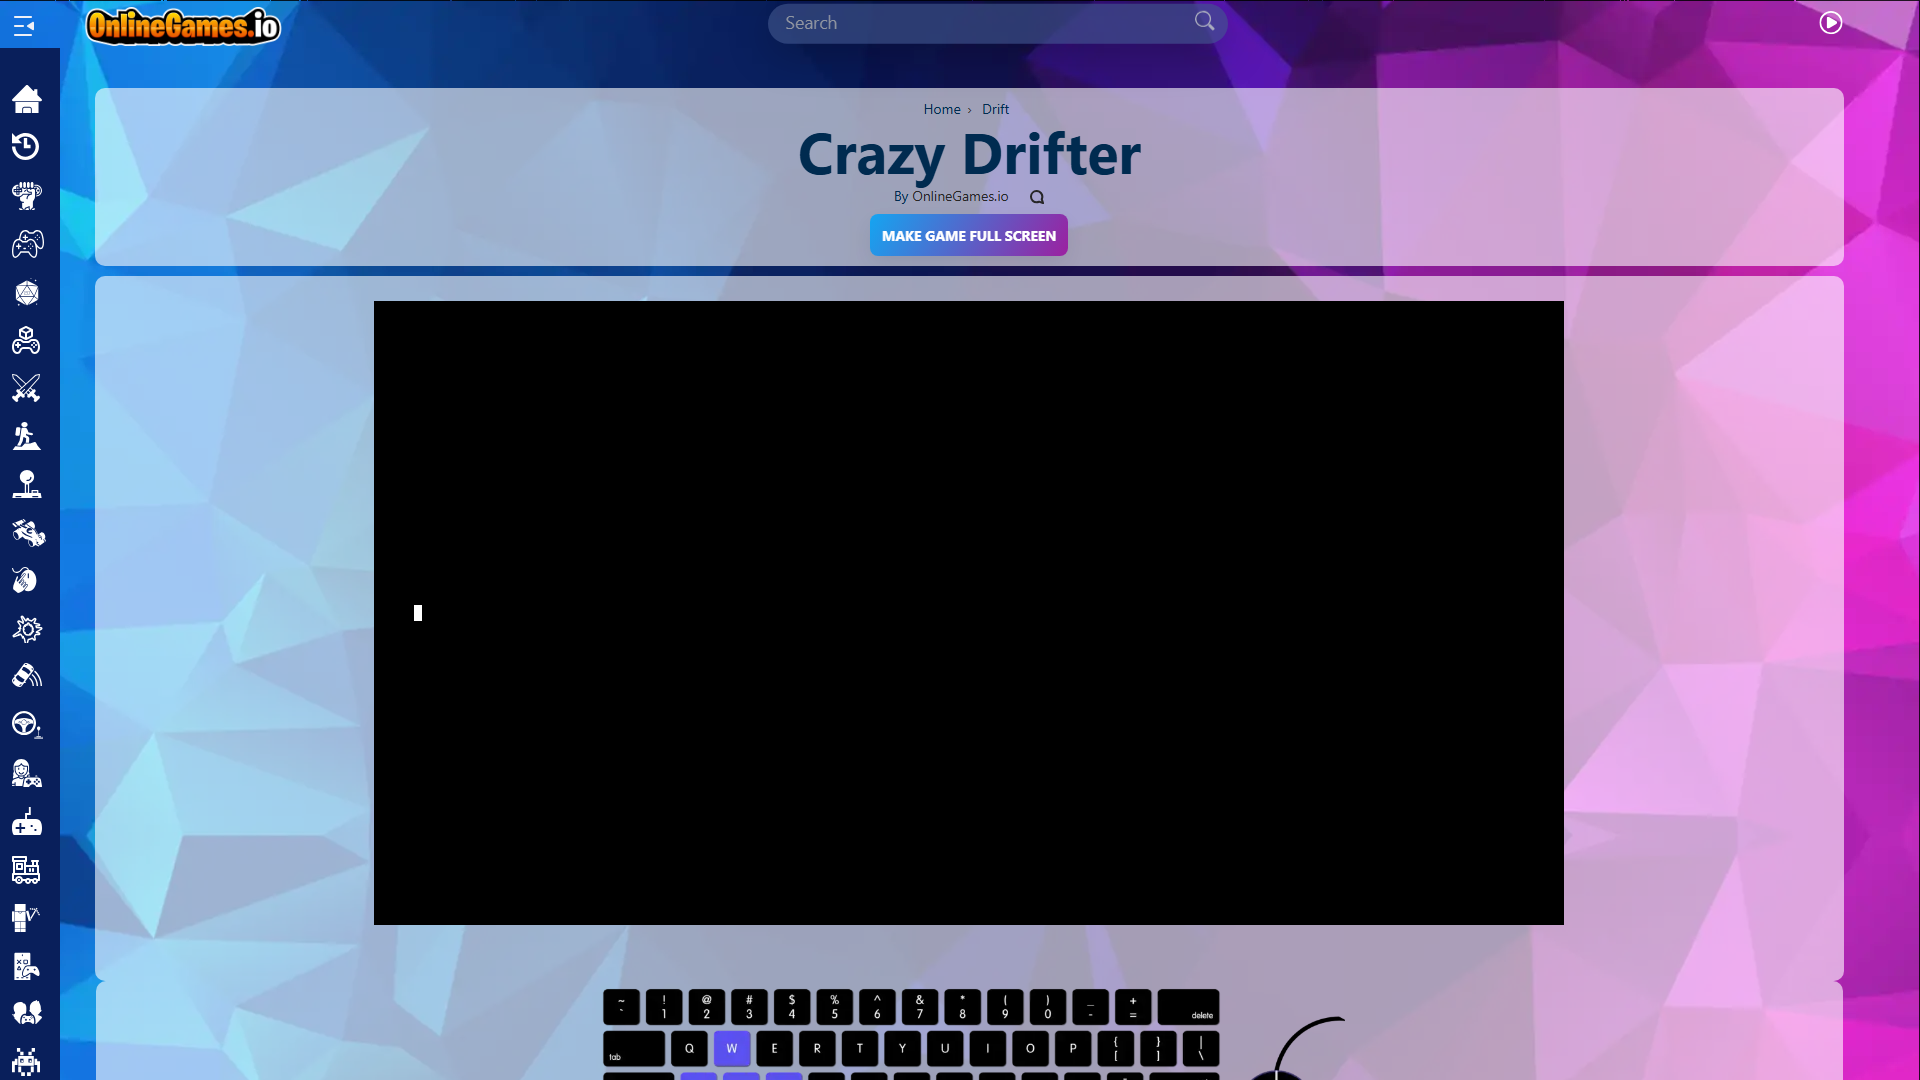 OnlineGames.io
Search
Home › Drift
Crazy Drifter
By OnlineGames.io
MAKE GAME FULL SCREEN
~ ! @ # $ % ^ & * ( ) _ +
` 1 2 3 4 5 6 7 8 9 0 - = delete
tab Q W E R T Y U I O P { [ } ] | \